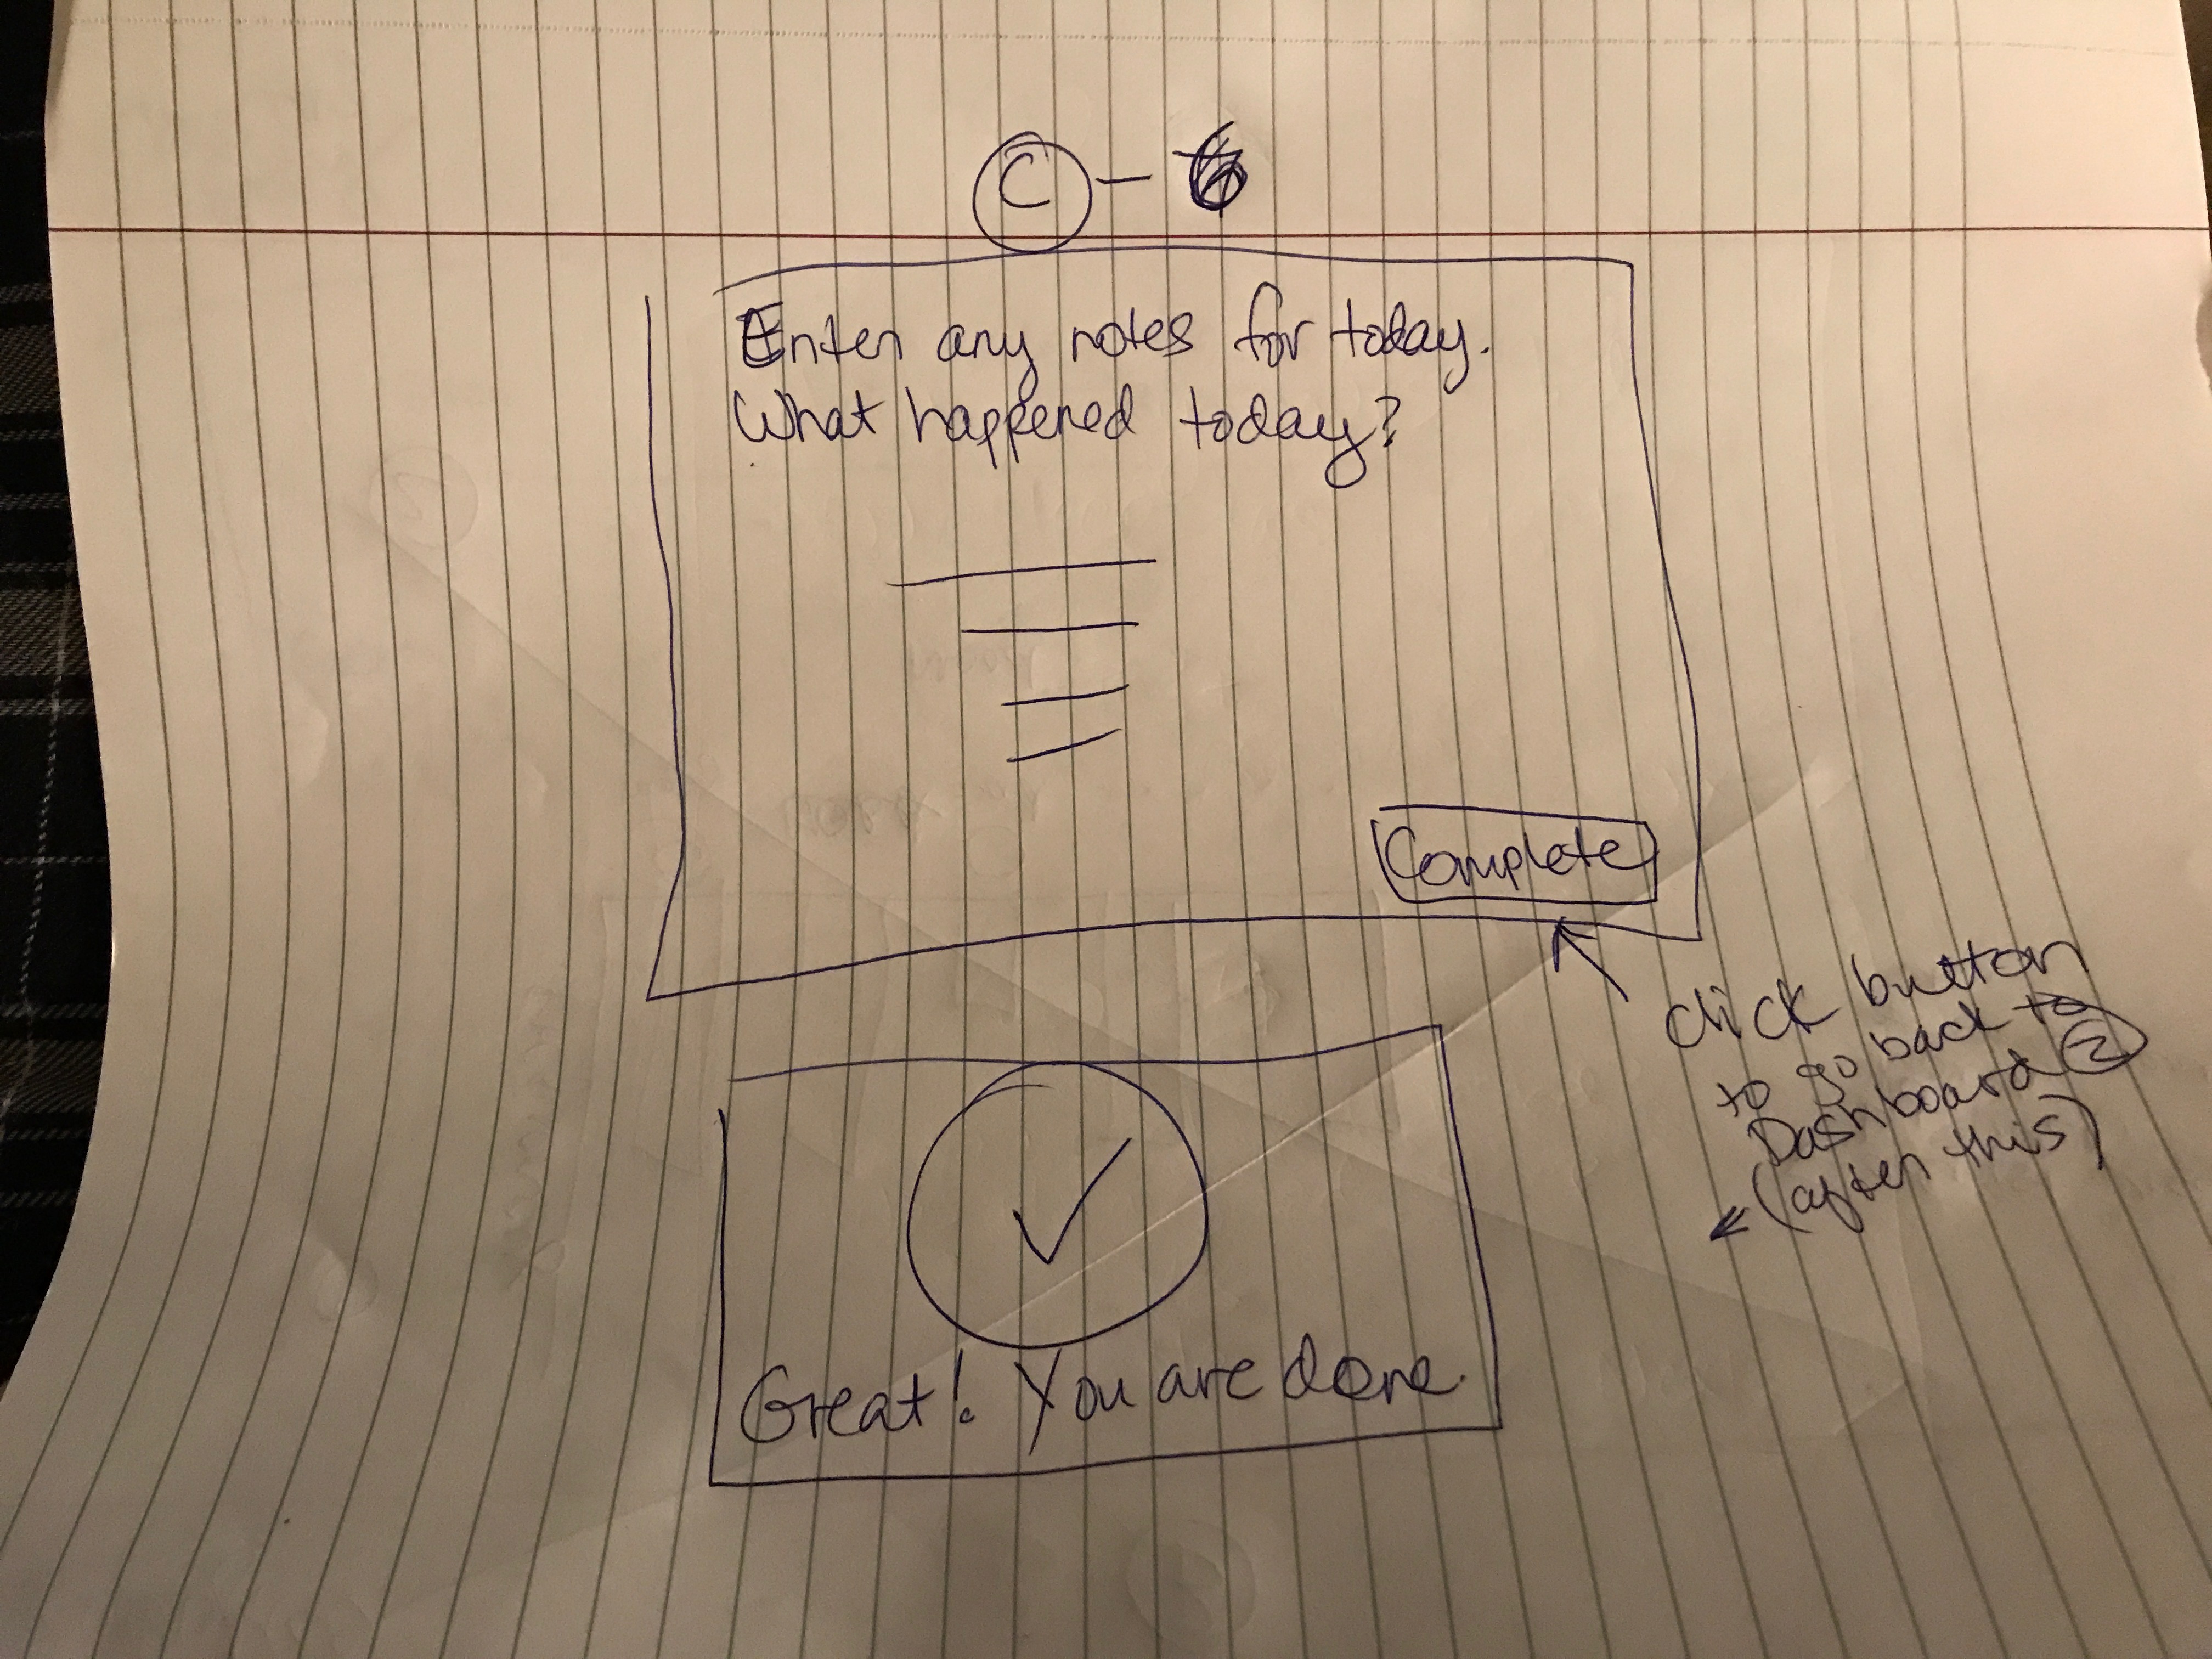 C - 6
Enter any notes for today.
What happened today?
Complete
click button
to go back to
Dashboard 2
(after this)
Great! You are done.